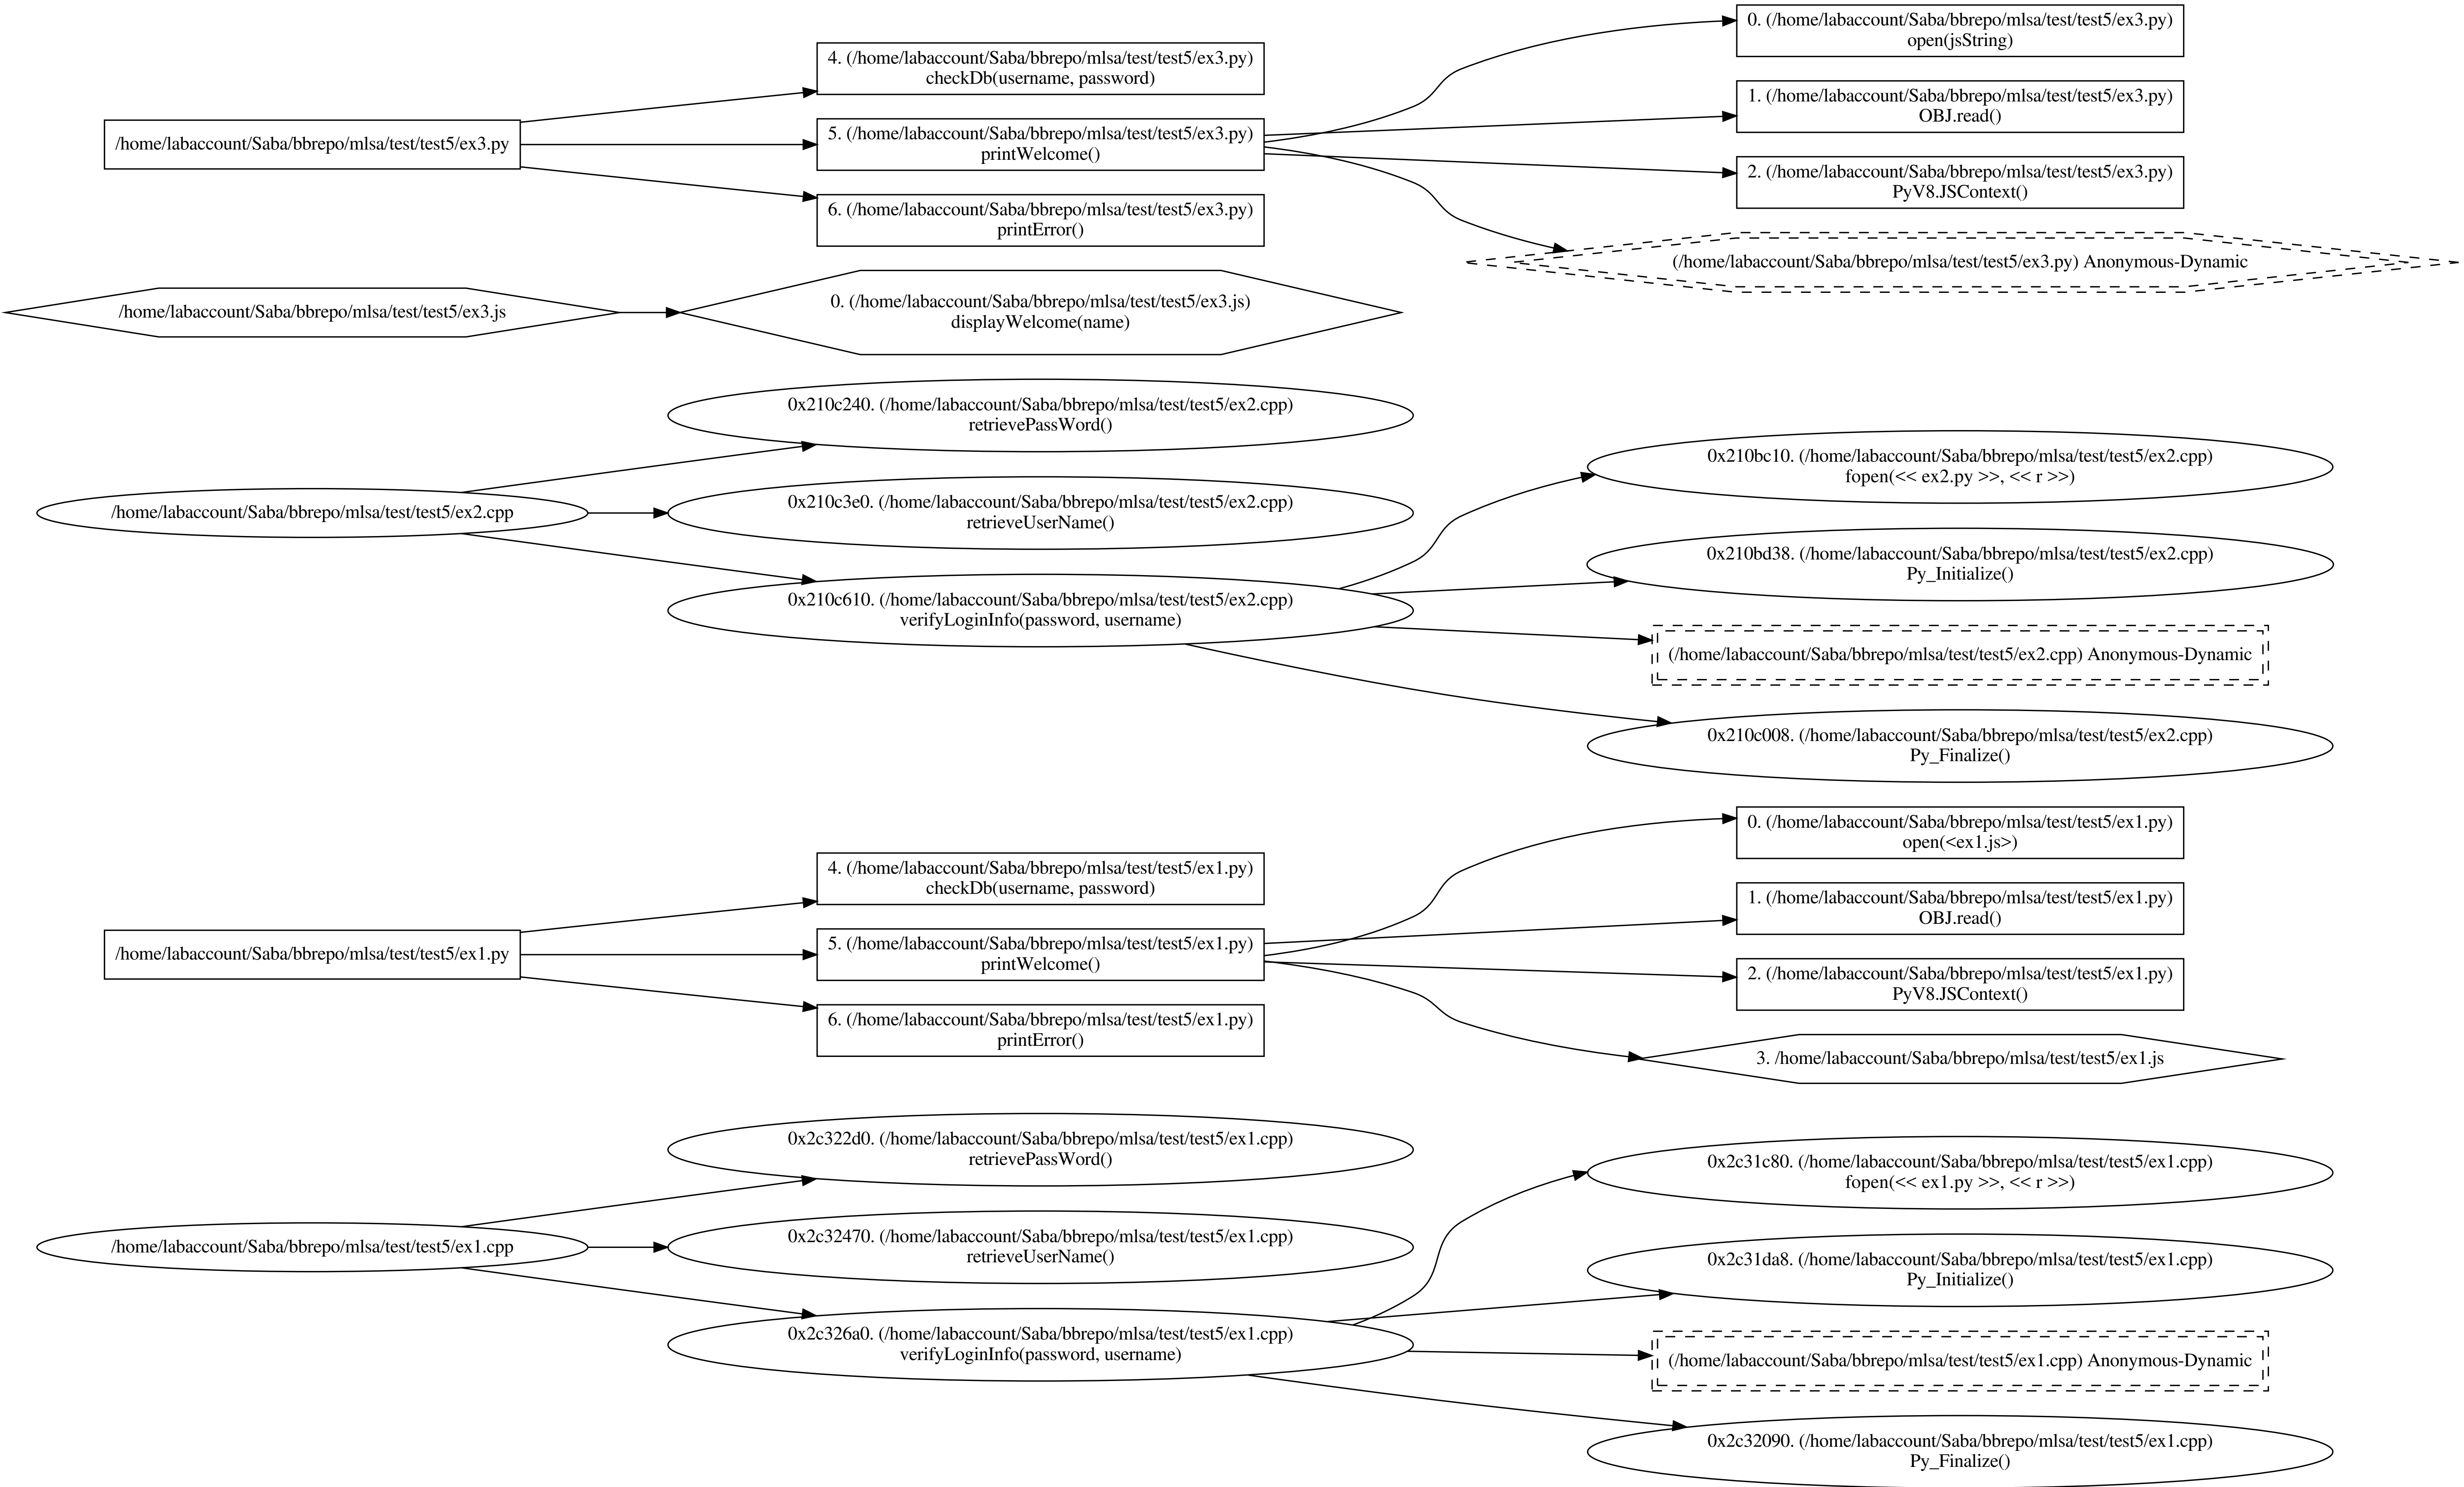 /home/labaccount/Saba/bbrepo/mlsa/test/test5/ex3.py
4. (/home/labaccount/Saba/bbrepo/mlsa/test/test5/ex3.py)
checkDb(username, password)
5. (/home/labaccount/Saba/bbrepo/mlsa/test/test5/ex3.py)
printWelcome()
6. (/home/labaccount/Saba/bbrepo/mlsa/test/test5/ex3.py)
printError()
0. (/home/labaccount/Saba/bbrepo/mlsa/test/test5/ex3.py)
open(jsString)
1. (/home/labaccount/Saba/bbrepo/mlsa/test/test5/ex3.py)
OBJ.read()
2. (/home/labaccount/Saba/bbrepo/mlsa/test/test5/ex3.py)
PyV8.JSContext()
(/home/labaccount/Saba/bbrepo/mlsa/test/test5/ex3.py) Anonymous-Dynamic
/home/labaccount/Saba/bbrepo/mlsa/test/test5/ex3.js
0. (/home/labaccount/Saba/bbrepo/mlsa/test/test5/ex3.js)
displayWelcome(name)
/home/labaccount/Saba/bbrepo/mlsa/test/test5/ex2.cpp
0x210c240. (/home/labaccount/Saba/bbrepo/mlsa/test/test5/ex2.cpp)
retrievePassWord()
0x210c3e0. (/home/labaccount/Saba/bbrepo/mlsa/test/test5/ex2.cpp)
retrieveUserName()
0x210c610. (/home/labaccount/Saba/bbrepo/mlsa/test/test5/ex2.cpp)
verifyLoginInfo(password, username)
0x210bc10. (/home/labaccount/Saba/bbrepo/mlsa/test/test5/ex2.cpp)
fopen(<< ex2.py >>, << r >>)
0x210bd38. (/home/labaccount/Saba/bbrepo/mlsa/test/test5/ex2.cpp)
Py_Initialize()
(/home/labaccount/Saba/bbrepo/mlsa/test/test5/ex2.cpp) Anonymous-Dynamic
0x210c008. (/home/labaccount/Saba/bbrepo/mlsa/test/test5/ex2.cpp)
Py_Finalize()
/home/labaccount/Saba/bbrepo/mlsa/test/test5/ex1.py
4. (/home/labaccount/Saba/bbrepo/mlsa/test/test5/ex1.py)
checkDb(username, password)
5. (/home/labaccount/Saba/bbrepo/mlsa/test/test5/ex1.py)
printWelcome()
6. (/home/labaccount/Saba/bbrepo/mlsa/test/test5/ex1.py)
printError()
0. (/home/labaccount/Saba/bbrepo/mlsa/test/test5/ex1.py)
open(<ex1.js>)
1. (/home/labaccount/Saba/bbrepo/mlsa/test/test5/ex1.py)
OBJ.read()
2. (/home/labaccount/Saba/bbrepo/mlsa/test/test5/ex1.py)
PyV8.JSContext()
3. /home/labaccount/Saba/bbrepo/mlsa/test/test5/ex1.js
/home/labaccount/Saba/bbrepo/mlsa/test/test5/ex1.cpp
0x2c322d0. (/home/labaccount/Saba/bbrepo/mlsa/test/test5/ex1.cpp)
retrievePassWord()
0x2c32470. (/home/labaccount/Saba/bbrepo/mlsa/test/test5/ex1.cpp)
retrieveUserName()
0x2c326a0. (/home/labaccount/Saba/bbrepo/mlsa/test/test5/ex1.cpp)
verifyLoginInfo(password, username)
0x2c31c80. (/home/labaccount/Saba/bbrepo/mlsa/test/test5/ex1.cpp)
fopen(<< ex1.py >>, << r >>)
0x2c31da8. (/home/labaccount/Saba/bbrepo/mlsa/test/test5/ex1.cpp)
Py_Initialize()
(/home/labaccount/Saba/bbrepo/mlsa/test/test5/ex1.cpp) Anonymous-Dynamic
0x2c32090. (/home/labaccount/Saba/bbrepo/mlsa/test/test5/ex1.cpp)
Py_Finalize()